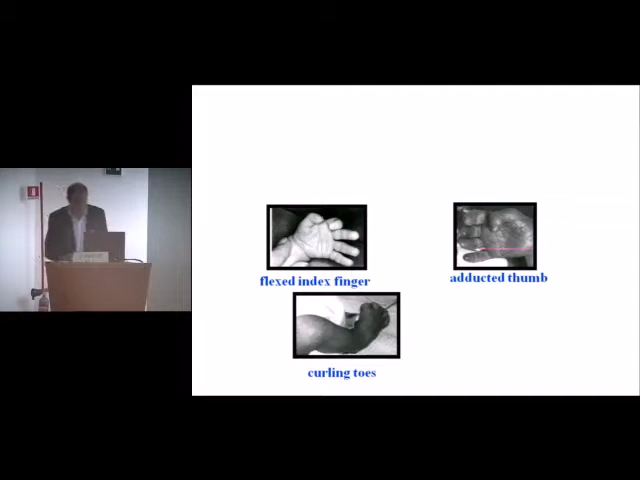 flexed index finger
adducted thumb
curling toes